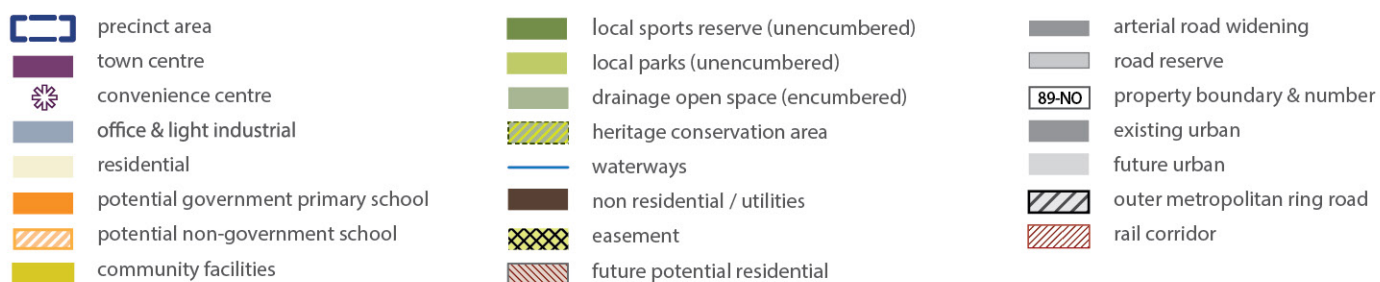 precinct area
town centre
convenience centre
office & light industrial
residential
potential government primary school
potential non-government school
community facilities
local sports reserve (unencumbered)
local parks (unencumbered)
drainage open space (encumbered)
heritage conservation area
waterways
non residential / utilities
easement
future potential residential
arterial road widening
road reserve
89-NO property boundary & number
existing urban
future urban
outer metropolitan ring road
rail corridor